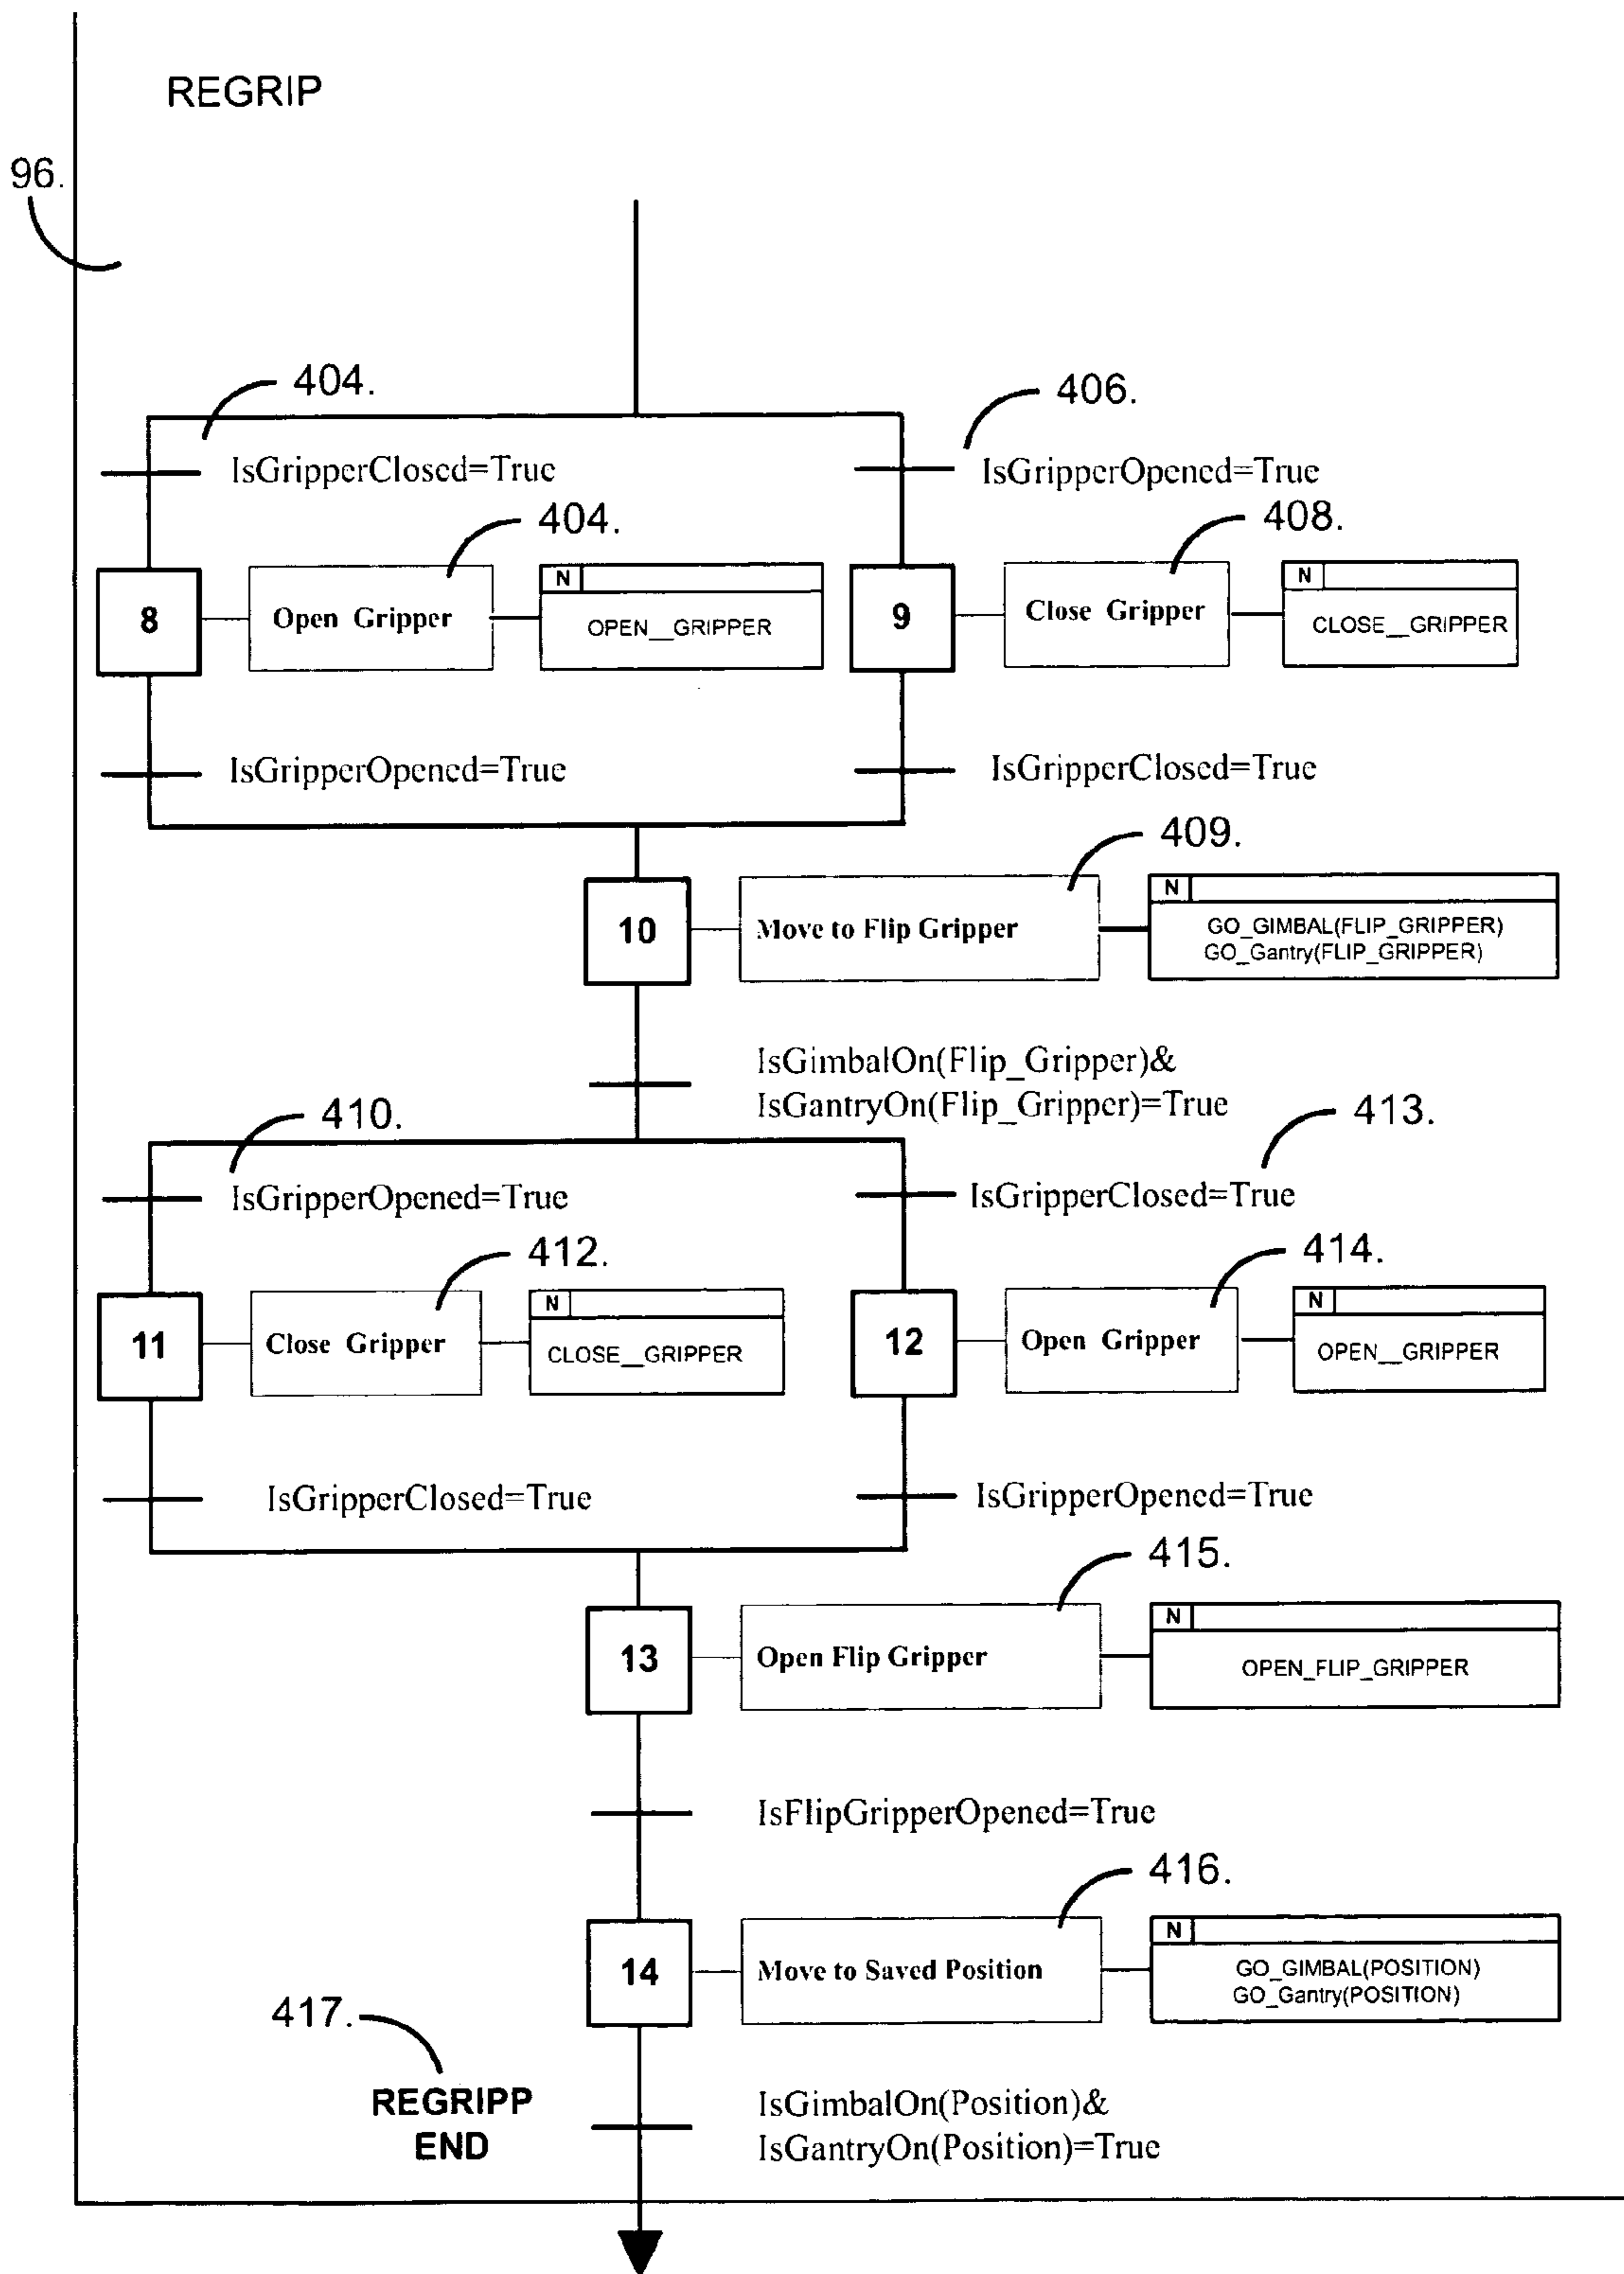 REGRIP
96.
404.
406.
IsGripperClosed=True
IsGripperOpened=True
404.
408.
8
Open Gripper
N
OPEN__GRIPPER
9
Close Gripper
N
CLOSE__GRIPPER
IsGripperOpened=True
IsGripperClosed=True
409.
10
Move to Flip Gripper
N
GO_GIMBAL(FLIP_GRIPPER)
GO_Gantry(FLIP_GRIPPER)
IsGimbalOn(Flip_Gripper)&
IsGantryOn(Flip_Gripper)=True
410.
413.
IsGripperOpened=True
IsGripperClosed=True
412.
414.
11
Close Gripper
N
CLOSE__GRIPPER
12
Open Gripper
N
OPEN__GRIPPER
IsGripperClosed=True
IsGripperOpened=True
415.
13
Open Flip Gripper
N
OPEN_FLIP_GRIPPER
IsFlipGripperOpened=True
416.
14
Move to Saved Position
N
GO_GIMBAL(POSITION)
GO_Gantry(POSITION)
417.
REGRIPP
END
IsGimbalOn(Position)&
IsGantryOn(Position)=True